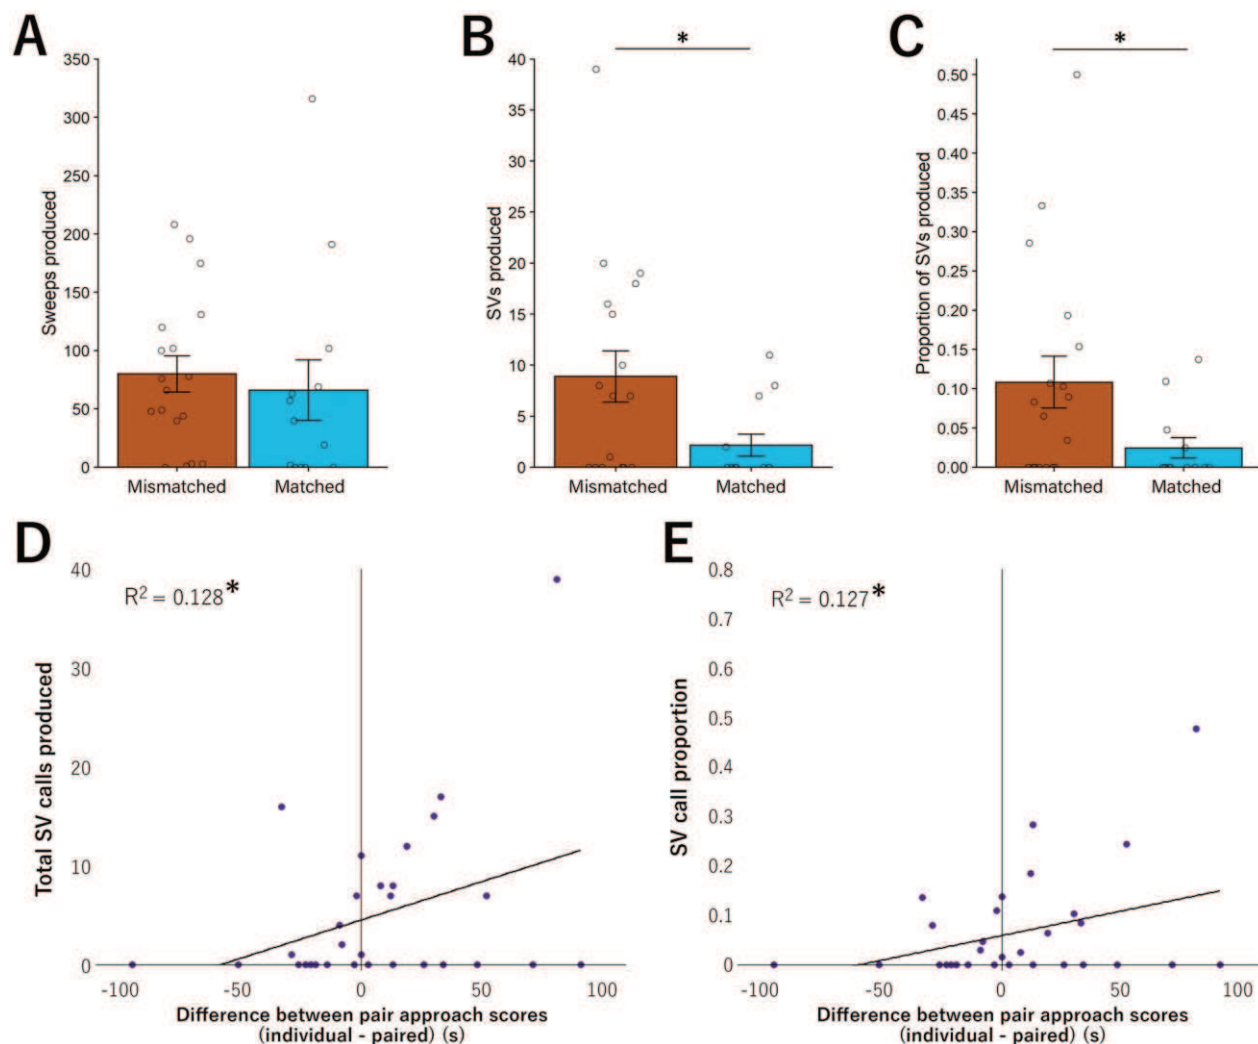 A
B
C
*
*
350
300
250
200
150
100
50
0
Sweeps produced
Mismatched
Matched
40
35
30
25
20
15
10
5
0
SVs produced
Mismatched
Matched
0.50
0.45
0.40
0.35
0.30
0.25
0.20
0.15
0.10
0.05
0.00
Proportion of SVs produced
Mismatched
Matched
D
E
R² = 0.128*
40
30
20
10
0
Total SV calls produced
-100
-50
0
50
100
Difference between pair approach scores
(individual - paired) (s)
R² = 0.127*
0.8
0.7
0.6
0.5
0.4
0.3
0.2
0.1
0
SV call proportion
-100
-50
0
50
100
Difference between pair approach scores
(individual - paired) (s)